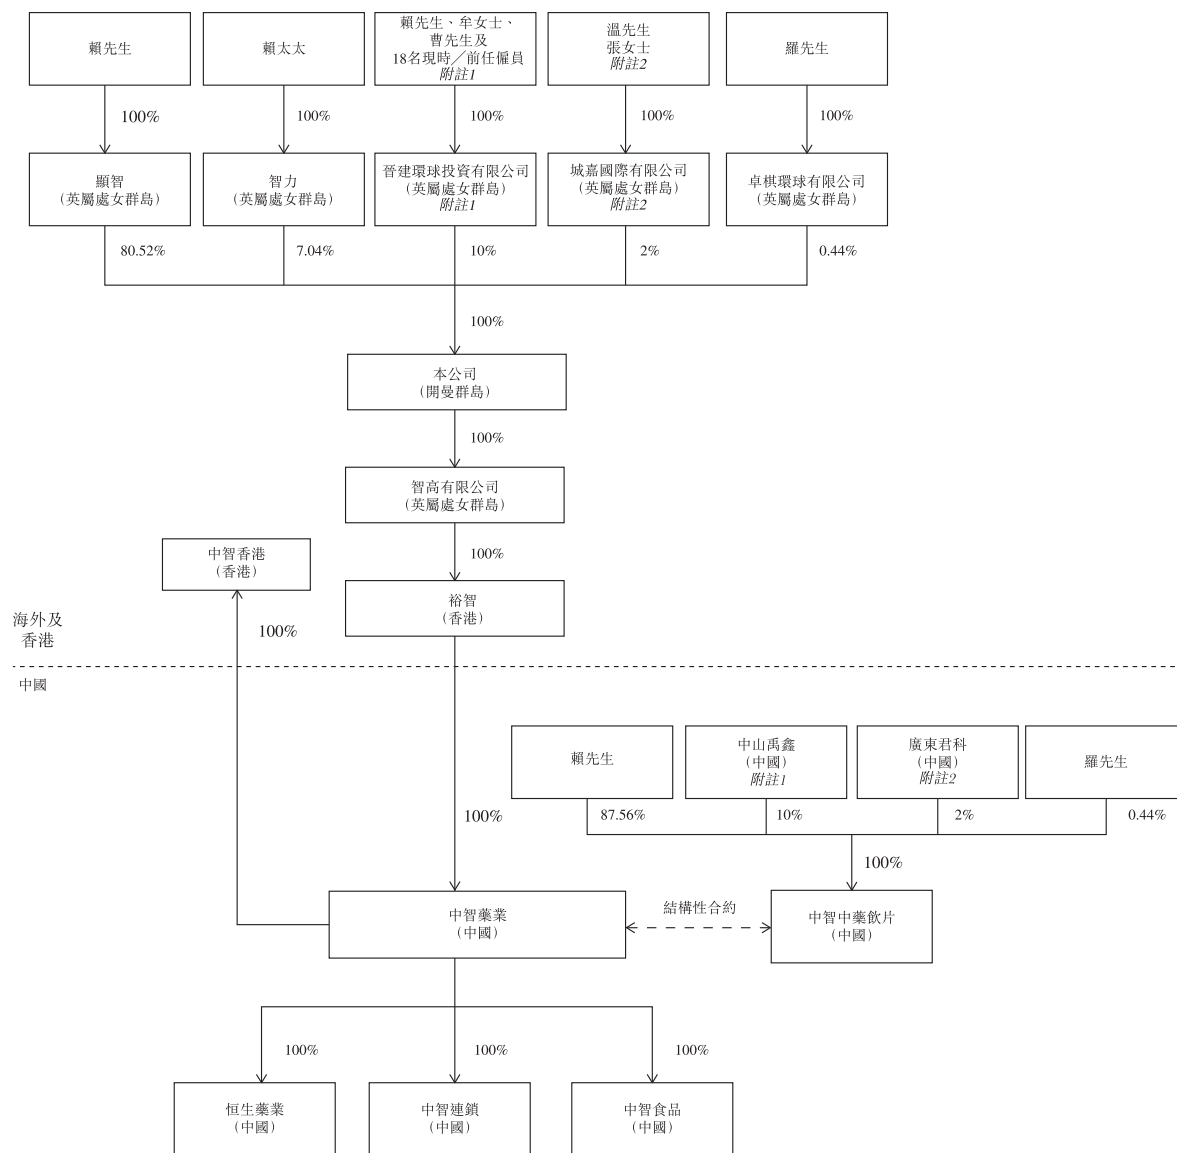 賴先生
賴太太
賴先生、牟女士、
曹先生及
18名現時／前任僱員
附註1
溫先生
張女士
附註2
羅先生
100%
100%
100%
100%
100%
顯智
（英屬處女群島）
智力
（英屬處女群島）
晉建環球投資有限公司
（英屬處女群島）
附註1
城嘉國際有限公司
（英屬處女群島）
附註2
卓棋環球有限公司
（英屬處女群島）
80.52%
7.04%
10%
2%
0.44%
100%
本公司
（開曼群島）
100%
智高有限公司
（英屬處女群島）
100%
中智香港
（香港）
裕智
（香港）
海外及
香港
100%
中國
賴先生
中山禹鑫
（中國）
附註1
廣東君科
（中國）
附註2
羅先生
100%
87.56%
10%
2%
0.44%
100%
中智藥業
（中國）
結構性合約
中智中藥飲片
（中國）
100%
100%
100%
恒生藥業
（中國）
中智連鎖
（中國）
中智食品
（中國）